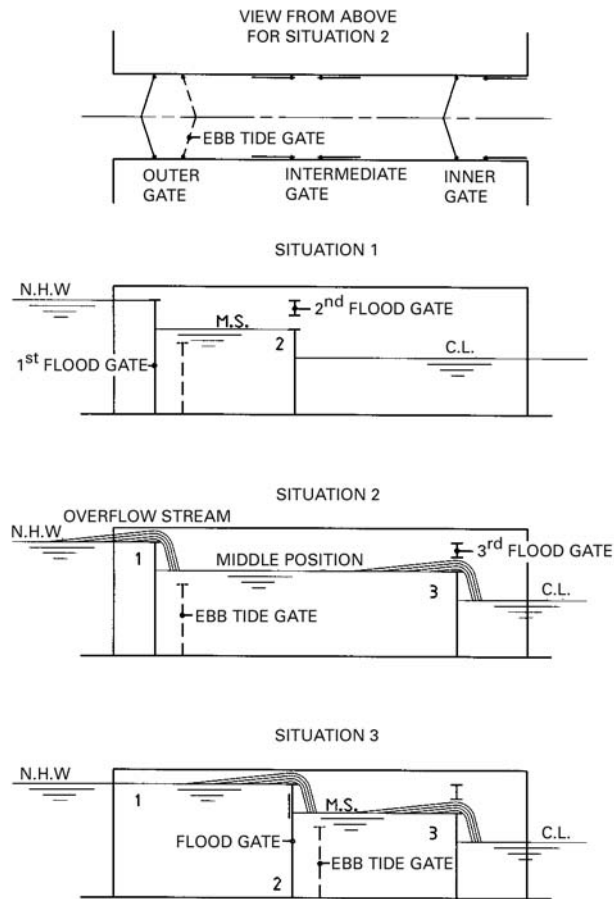 VIEW FROM ABOVE
FOR SITUATION 2
EBB TIDE GATE
OUTER
GATE
INTERMEDIATE
GATE
INNER
GATE
SITUATION 1
N.H.W
2nd FLOOD GATE
M.S.
2
C.L.
1st FLOOD GATE
SITUATION 2
OVERFLOW STREAM
N.H.W
1
MIDDLE POSITION
3rd FLOOD GATE
3
C.L.
EBB TIDE GATE
SITUATION 3
N.H.W
1
M.S.
3
C.L.
FLOOD GATE
EBB TIDE GATE
2